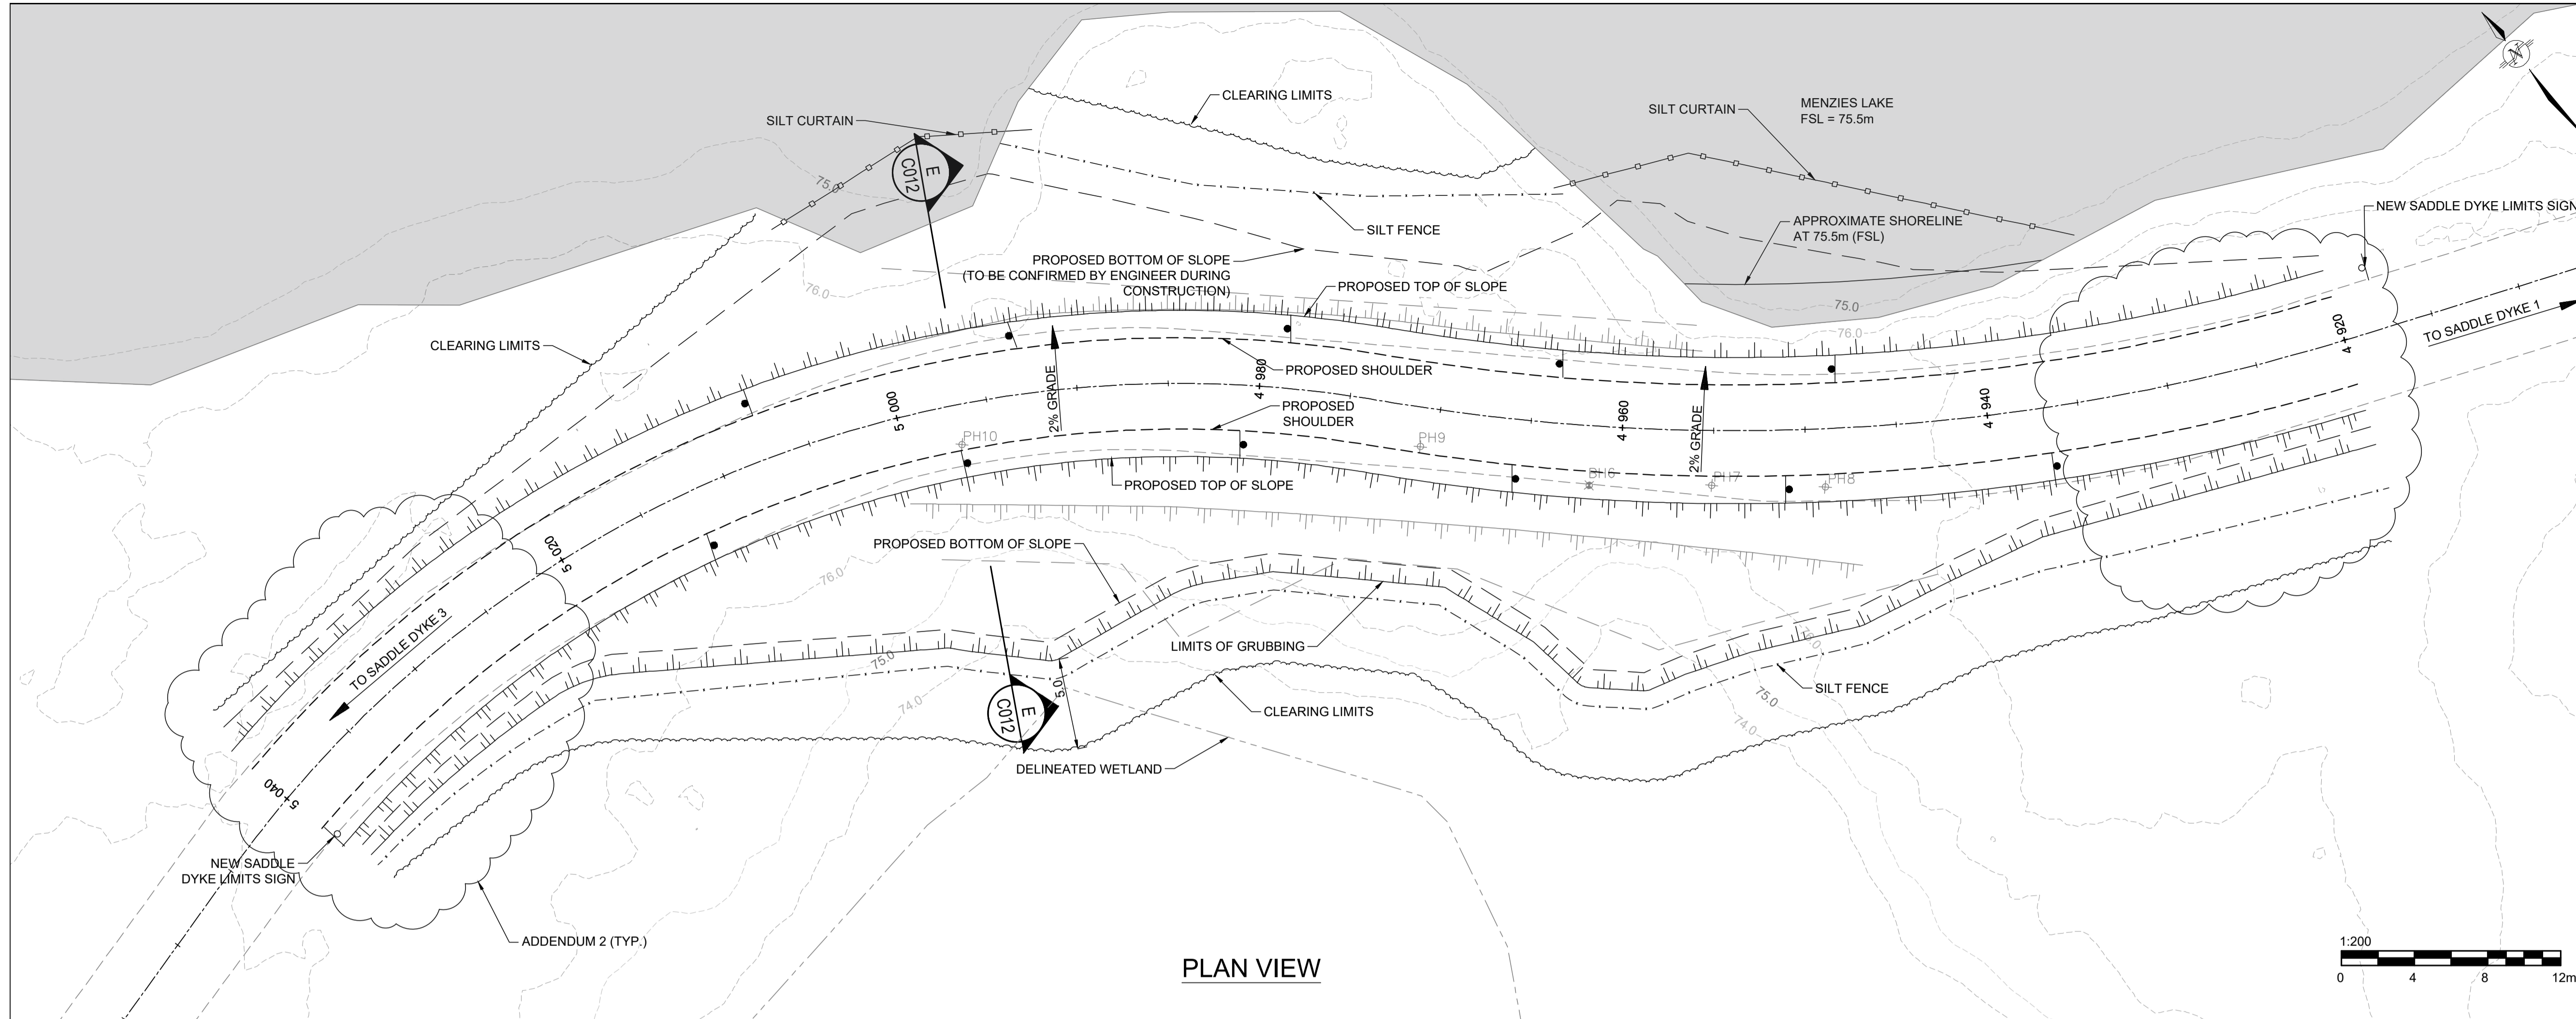 N
CLEARING LIMITS
SILT CURTAIN
SILT CURTAIN
MENZIES LAKE
FSL = 75.5m
E
C012
75.0
NEW SADDLE DYKE LIMITS SIGN
SILT FENCE
APPROXIMATE SHORELINE
AT 75.5m (FSL)
PROPOSED BOTTOM OF SLOPE
(TO BE CONFIRMED BY ENGINEER DURING
CONSTRUCTION)
PROPOSED TOP OF SLOPE
76.0
75.0
76.0
4+920
TO SADDLE DYKE 1
CLEARING LIMITS
PROPOSED SHOULDER
4+980
2% GRADE
5+000
PROPOSED
SHOULDER
4+960
2% GRADE
4+940
PH10
PH9
BH6
PH7
PH8
PROPOSED TOP OF SLOPE
5+020
PROPOSED BOTTOM OF SLOPE
76.0
TO SADDLE DYKE 3
LIMITS OF GRUBBING
76.0
75.0
5.0
SILT FENCE
75.0
74.0
E
C012
CLEARING LIMITS
74.0
DELINEATED WETLAND
5+040
NEW SADDLE
DYKE LIMITS SIGN
ADDENDUM 2 (TYP.)
PLAN VIEW
1:200
0 4 8 12m